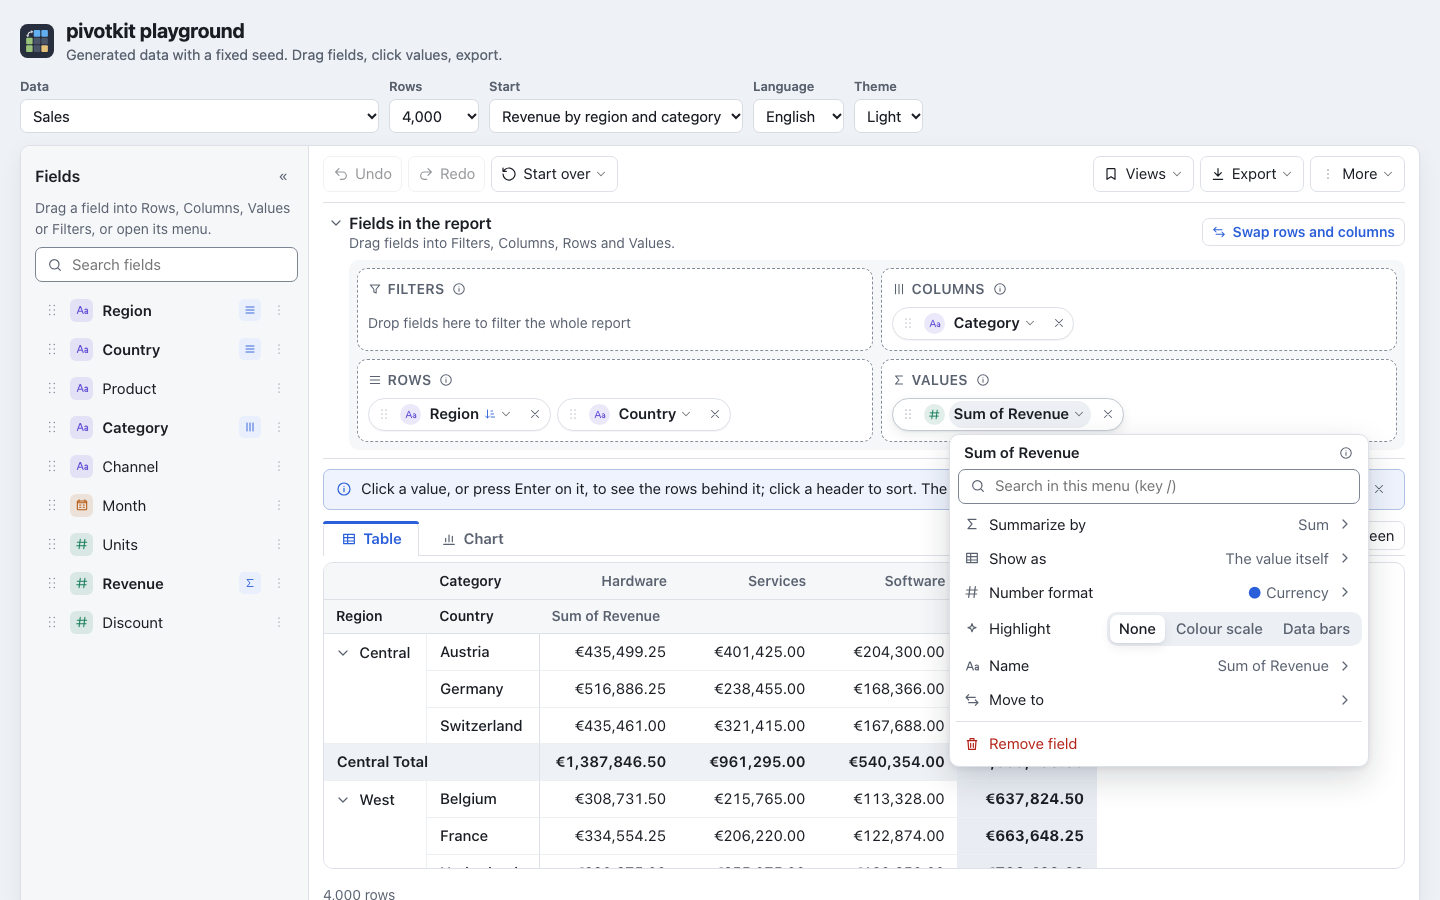 pivotkit playground
Generated data with a fixed seed. Drag fields, click values, export.
Data Rows Start Language Theme
Sales 4,000 Revenue by region and category English Light
Fields «
Drag a field into Rows, Columns, Values
or Filters, or open its menu.
Search fields
Aa Region
Aa Country
Aa Product
Aa Category
Aa Channel
Month
# Units
# Revenue Σ
# Discount
Undo Redo Start over Views Export More
Fields in the report
Drag fields into Filters, Columns, Rows and Values.
Swap rows and columns
FILTERS
Drop fields here to filter the whole report
COLUMNS
Aa Category
ROWS
Aa Region Aa Country
Σ VALUES
# Sum of Revenue
Click a value, or press Enter on it, to see the rows behind it; click a header to sort. The
Table Chart
Sum of Revenue
Search in this menu (key /)
Σ Summarize by Sum
Show as The value itself
# Number format Currency
Highlight None Colour scale Data bars
Aa Name Sum of Revenue
Move to
Remove field
Category Hardware Services Software
Region Country Sum of Revenue
Central Austria €435,499.25 €401,425.00 €204,300.00
Germany €516,886.25 €238,455.00 €168,366.00
Switzerland €435,461.00 €321,415.00 €167,688.00
Central Total €1,387,846.50 €961,295.00 €540,354.00
West Belgium €308,731.50 €215,765.00 €113,328.00 €637,824.50
France €334,554.25 €206,220.00 €122,874.00 €663,648.25
4,000 rows